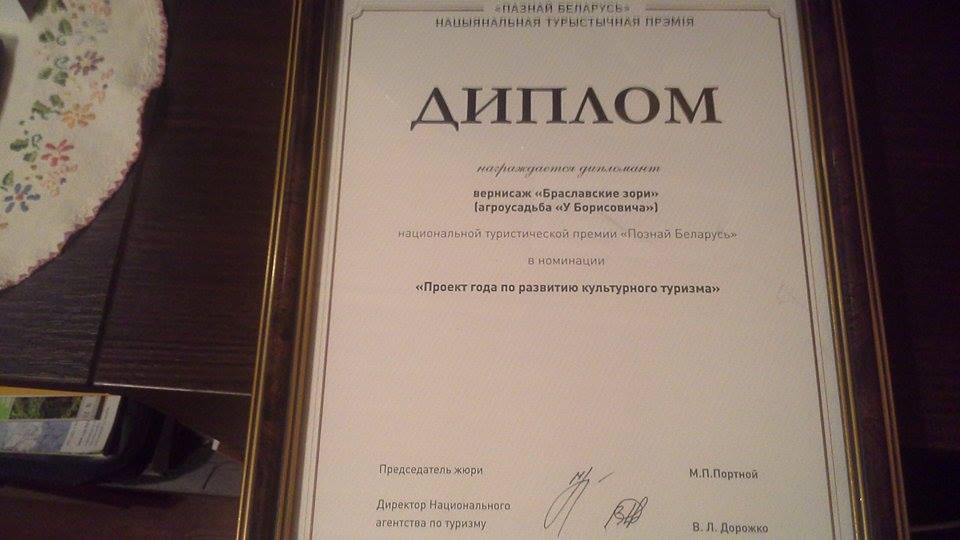 «ПАЗНАЙ БЕЛАРУСЬ»
НАЦЫЯНАЛЬНАЯ ТУРЫСТЫЧНАЯ ПРЭМІЯ
ДИПЛОМ
награждается дипломант
вернисаж «Браславские зори»
(агроусадьба «У Борисовича»)
национальной туристической премии «Познай Беларусь»
в номинации
«Проект года по развитию культурного туризма»
Председатель жюри
М.П.Портной
Директор Национального
агентства по туризму
В. Л. Дорожко